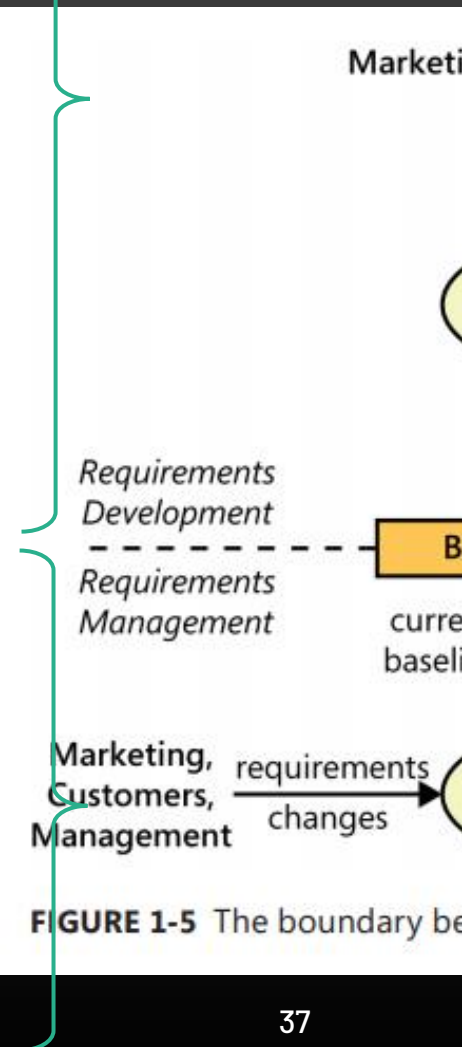 Marketi
Requirements
Development
B
Requirements
Management
curre
baseli
Marketing,
Customers,
Management
requirements
changes
FIGURE 1-5 The boundary be
37